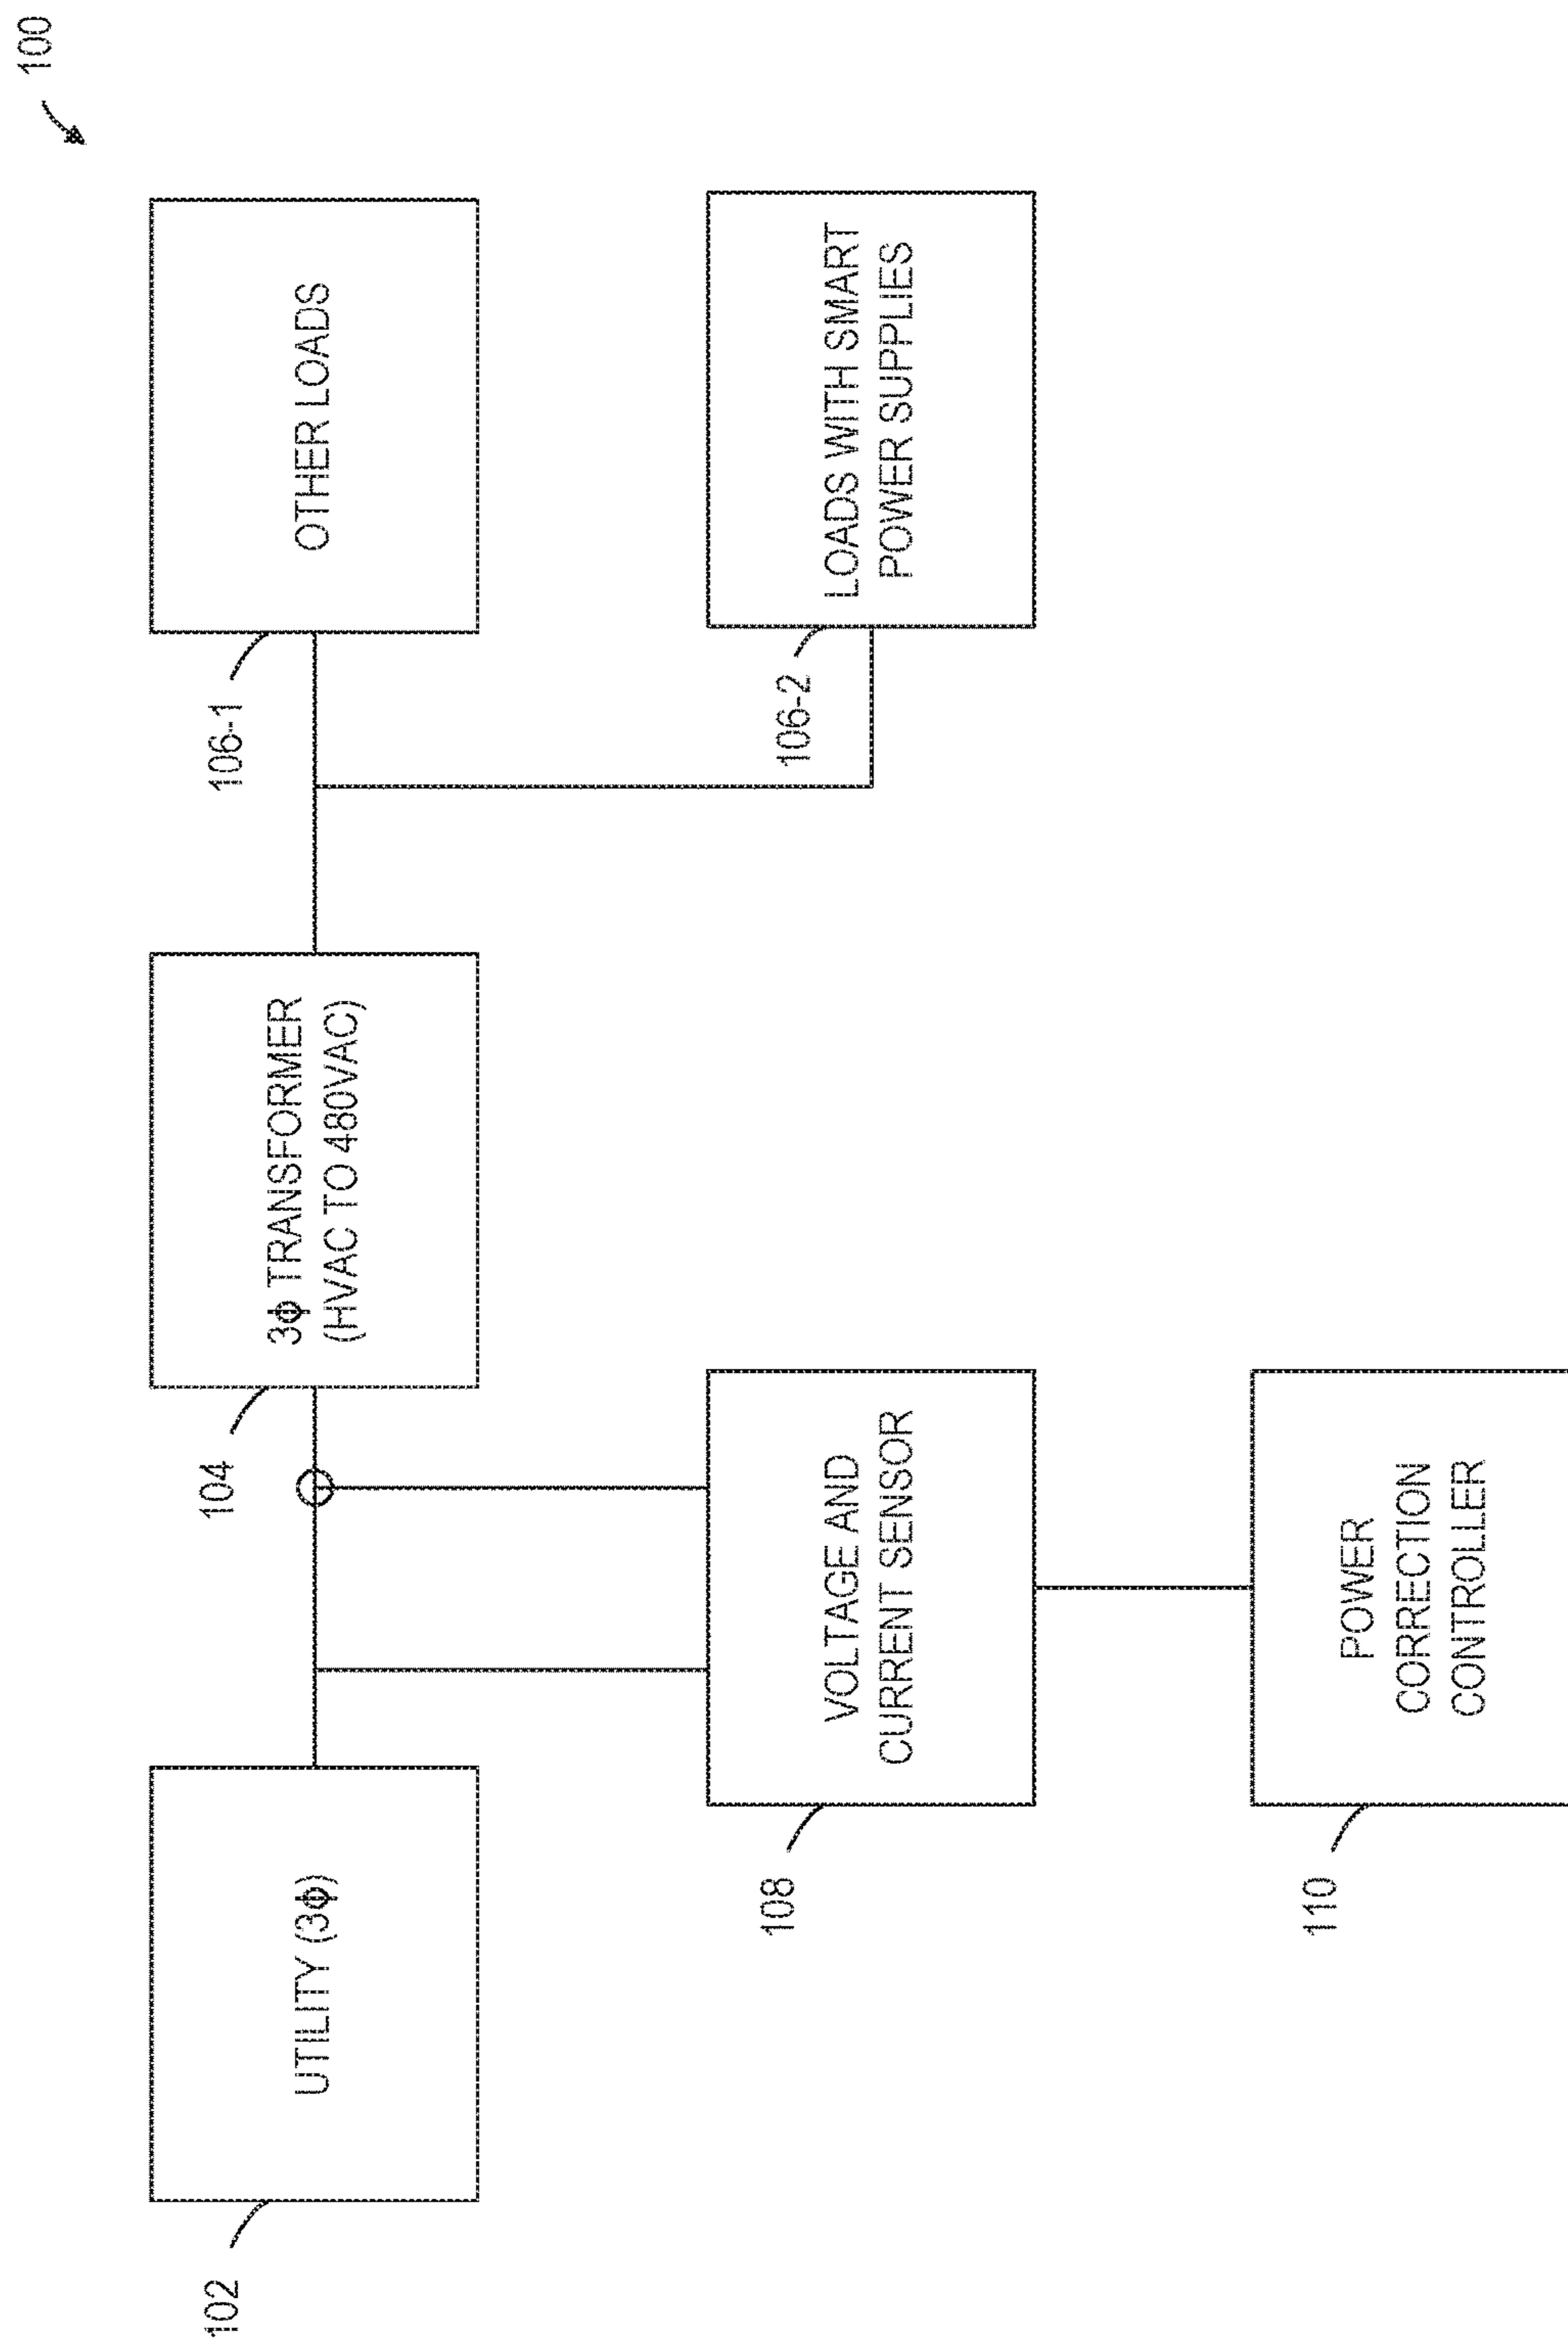 100
UTILITY (3Φ)
102
3Φ TRANSFORMER
(HVAC TO 480VAC)
104
OTHER LOADS
106-1
VOLTAGE AND
CURRENT SENSOR
108
LOADS WITH SMART
POWER SUPPLIES
106-2
POWER
CORRECTION
CONTROLLER
110